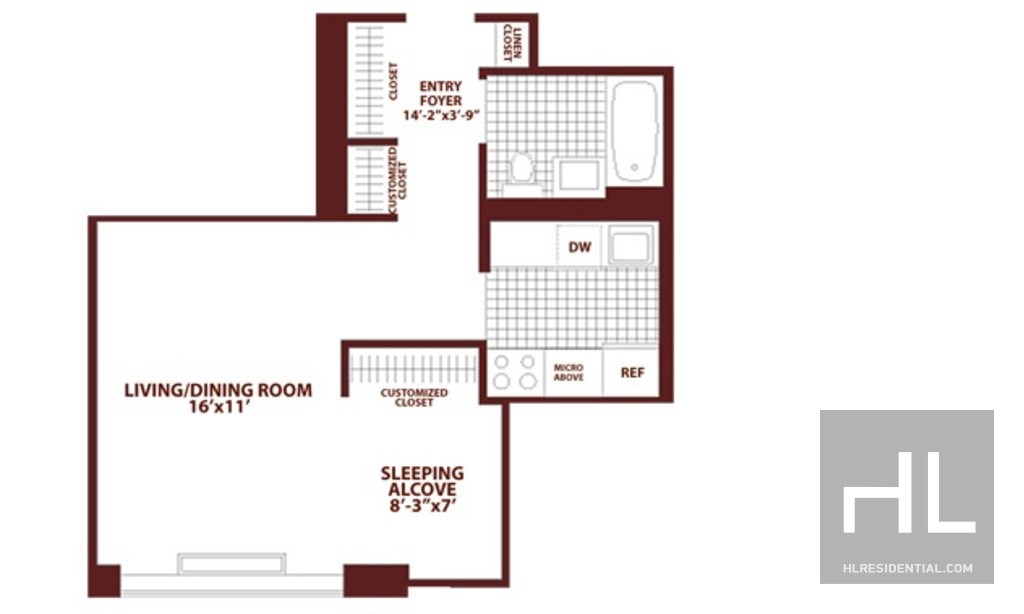 LINEN
CLOSET
CLOSET
ENTRY
FOYER
14'-2"x3'-9"
CUSTOMIZED
CLOSET
DW
MICRO
ABOVE
REF
LIVING/DINING ROOM
16'x11'
CUSTOMIZED
CLOSET
SLEEPING
ALCOVE
8'-3"x7'
HL
HLRESIDENTIAL.COM